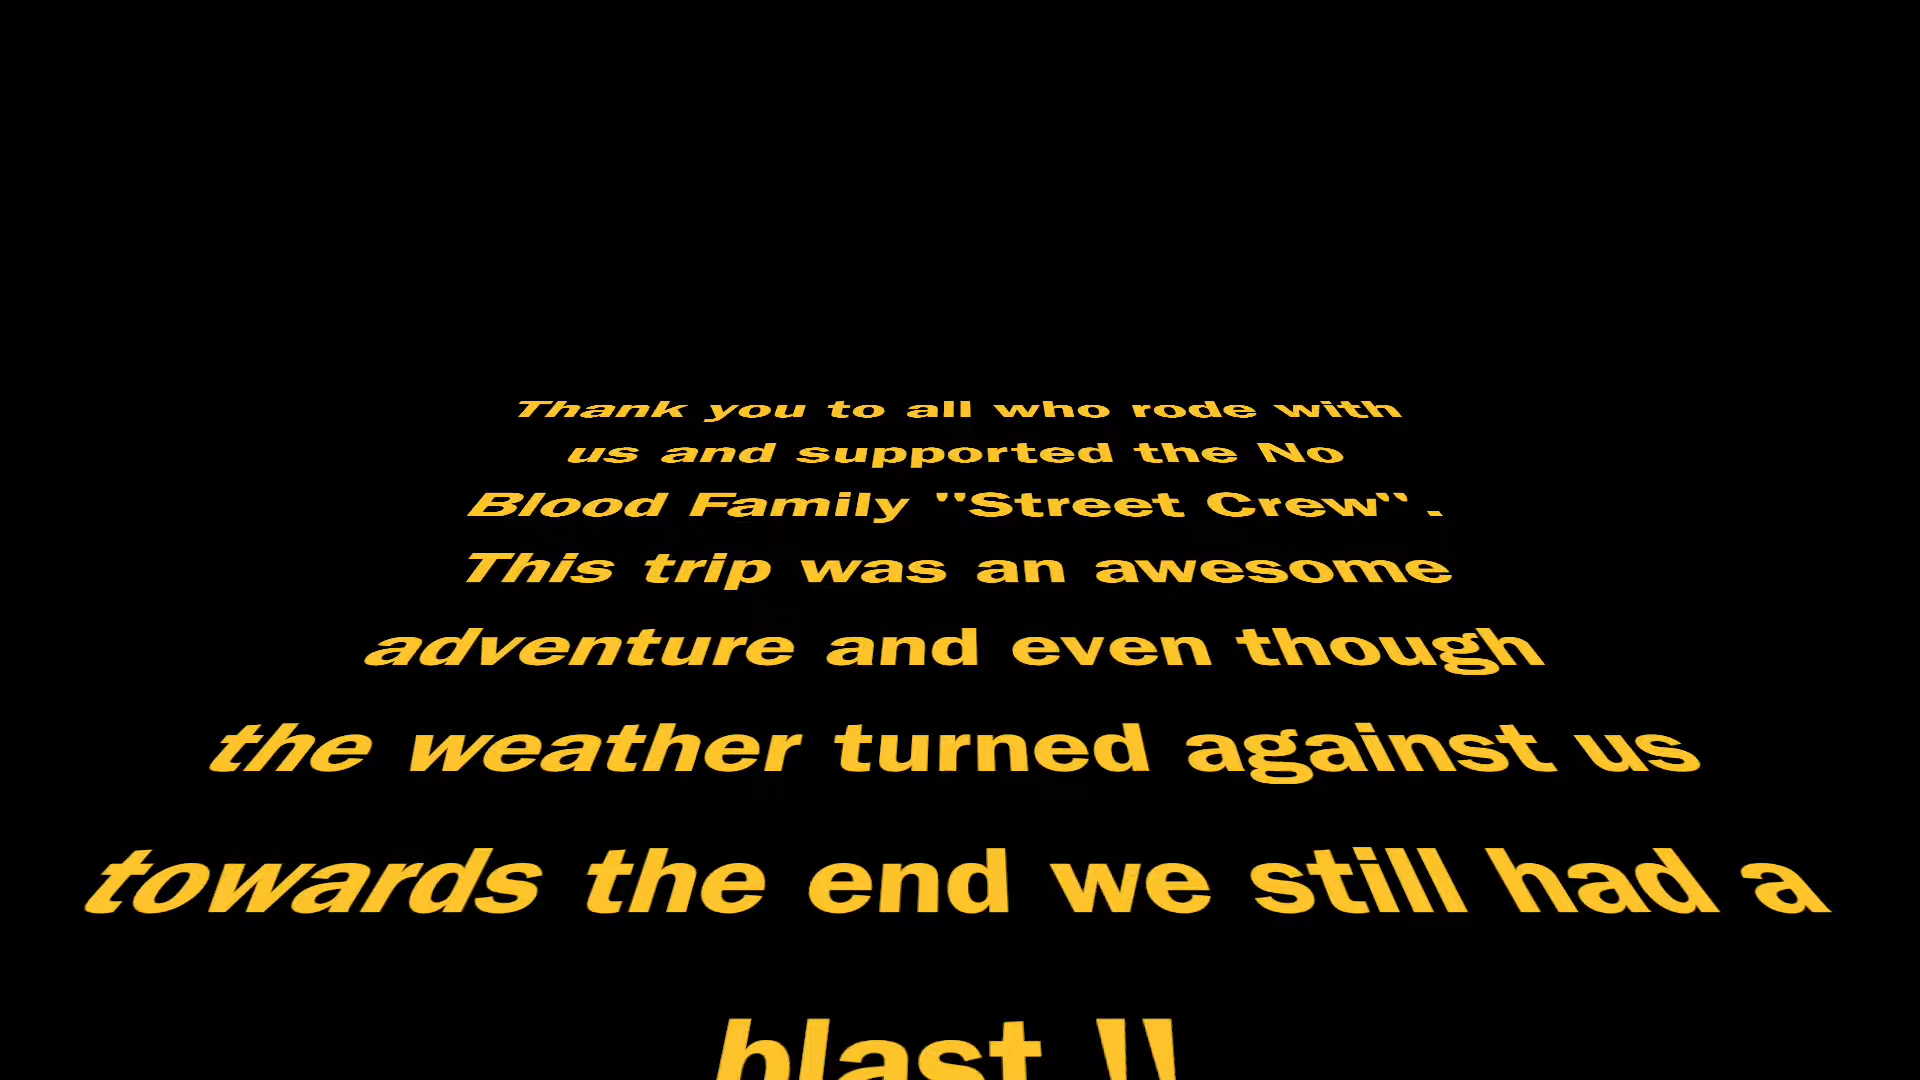 Thank you to all who rode with
us and supported the No
Blood Family "Street Crew" .
This trip was an awesome
adventure and even though
the weather turned against us
towards the end we still had a
blast !!